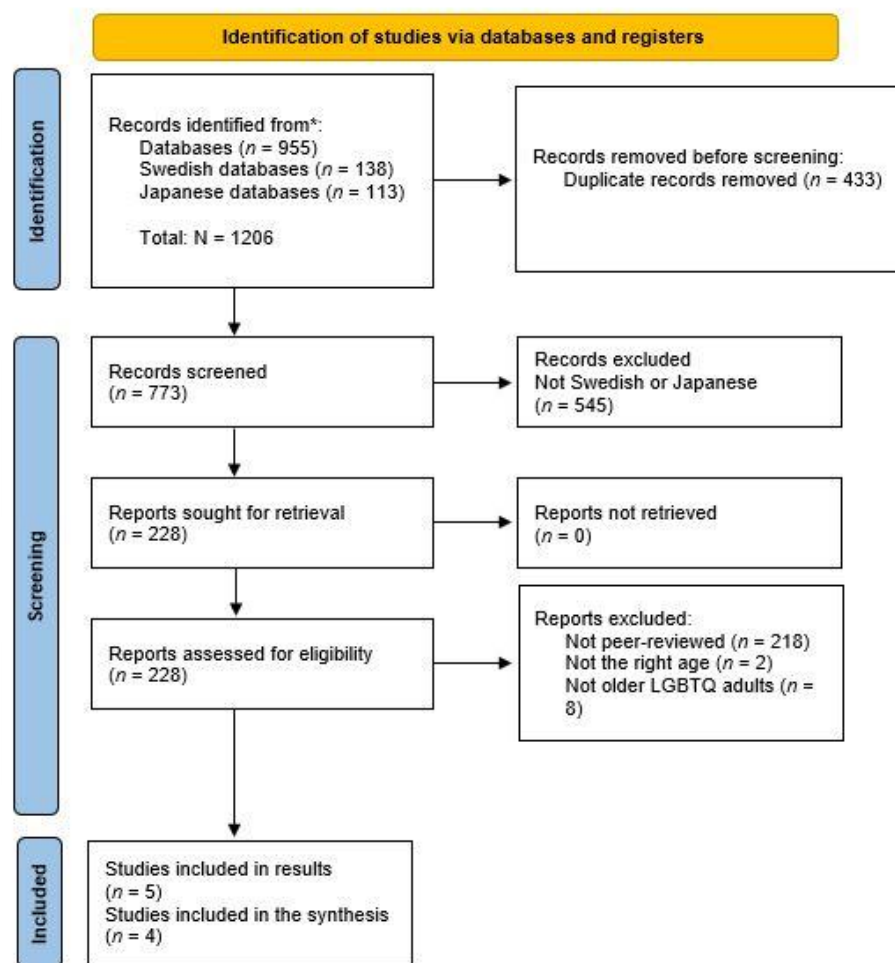 Identification of studies via databases and registers
Identification
Records identified from*:
Databases (n = 955)
Swedish databases (n = 138)
Japanese databases (n = 113)
Total: N = 1206
Records removed before screening:
Duplicate records removed (n = 433)
Screening
Records screened
(n = 773)
Records excluded
Not Swedish or Japanese
(n = 545)
Reports sought for retrieval
(n = 228)
Reports not retrieved
(n = 0)
Reports assessed for eligibility
(n = 228)
Reports excluded:
Not peer-reviewed (n = 218)
Not the right age (n = 2)
Not older LGBTQ adults (n =
8)
Included
Studies included in results
(n = 5)
Studies included in the synthesis
(n = 4)